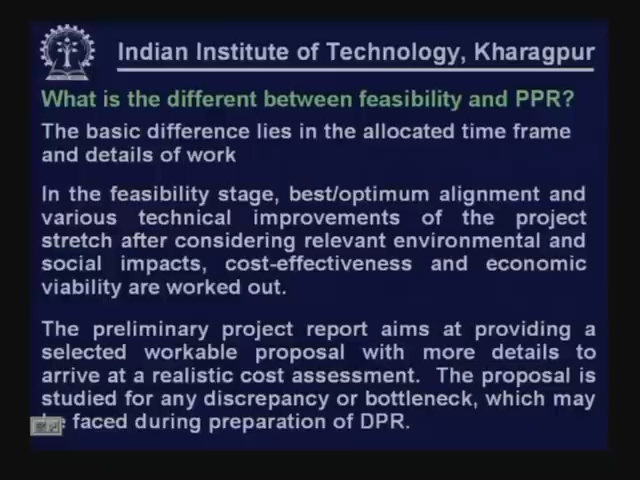 Indian Institute of Technology, Kharagpur
What is the different between feasibility and PPR?
The basic difference lies in the allocated time frame
and details of work
In the feasibility stage, best/optimum alignment and
various technical improvements of the project
stretch after considering relevant environmental and
social impacts, cost-effectiveness and economic
viability are worked out.
The preliminary project report aims at providing a
selected workable proposal with more details to
arrive at a realistic cost assessment. The proposal is
studied for any discrepancy or bottleneck, which may
faced during preparation of DPR.